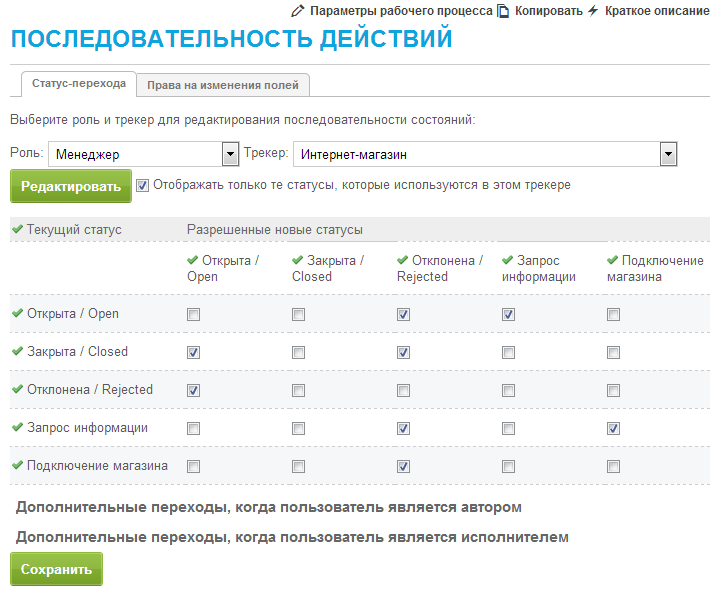 Параметры рабочего процесса Копировать Краткое описание
ПОСЛЕДОВАТЕЛЬНОСТЬ ДЕЙСТВИЙ
Статус-перехода Права на изменения полей
Выберите роль и трекер для редактирования последовательности состояний:
Роль: Менеджер Трекер: Интернет-магазин
Редактировать Отображать только те статусы, которые используются в этом трекере
Текущий статус Разрешенные новые статусы
Открыта / Закрыта / Отклонена / Запрос Подключение
Open Closed Rejected информации магазина
Открыта / Open
Закрыта / Closed
Отклонена / Rejected
Запрос информации
Подключение магазина
Дополнительные переходы, когда пользователь является автором
Дополнительные переходы, когда пользователь является исполнителем
Сохранить